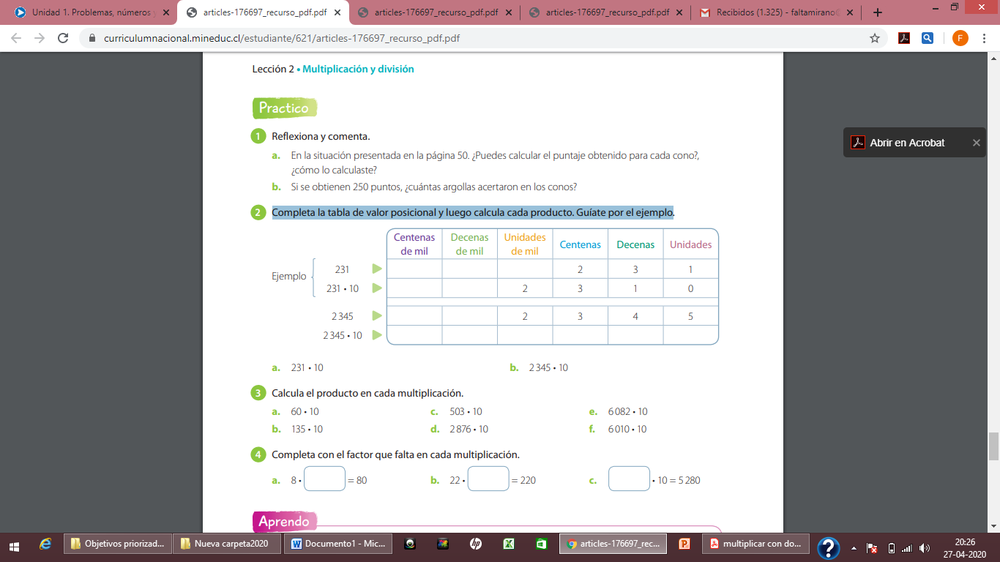 Unidad 1. Problemas, números y
articles-176697_recurso_pdf.pdf
articles-176697_recurso_pdf.pdf
articles-176697_recurso_pdf.pdf
Recibidos (1.325) - faltamirano@
curriculumnacional.mineduc.cl/estudiante/621/articles-176697_recurso_pdf.pdf
F
Abrir en Acrobat
Lección 2 • Multiplicación y división
Practico
1 Reflexiona y comenta.
a. En la situación presentada en la página 50. ¿Puedes calcular el puntaje obtenido para cada cono?,
¿cómo lo calculaste?
b. Si se obtienen 250 puntos, ¿cuántas argollas acertaron en los conos?
2 Completa la tabla de valor posicional y luego calcula cada producto. Guíate por el ejemplo.
Centenas de mil Decenas de mil Unidades de mil Centenas Decenas Unidades
Ejemplo
231 2 3 1
231 • 10 2 3 1 0
2 345 2 3 4 5
2 345 • 10
a. 231 • 10 b. 2 345 • 10
3 Calcula el producto en cada multiplicación.
a. 60 • 10 c. 503 • 10 e. 6 082 • 10
b. 135 • 10 d. 2 876 • 10 f. 6 010 • 10
4 Completa con el factor que falta en cada multiplicación.
a. 8 • = 80 b. 22 • = 220 c. • 10 = 5 280
Aprendo
Objetivos priorizad...
Nueva carpeta2020
Documento1 - Mic...
articles-176697_rec...
multiplicar con do...
20:26
27-04-2020